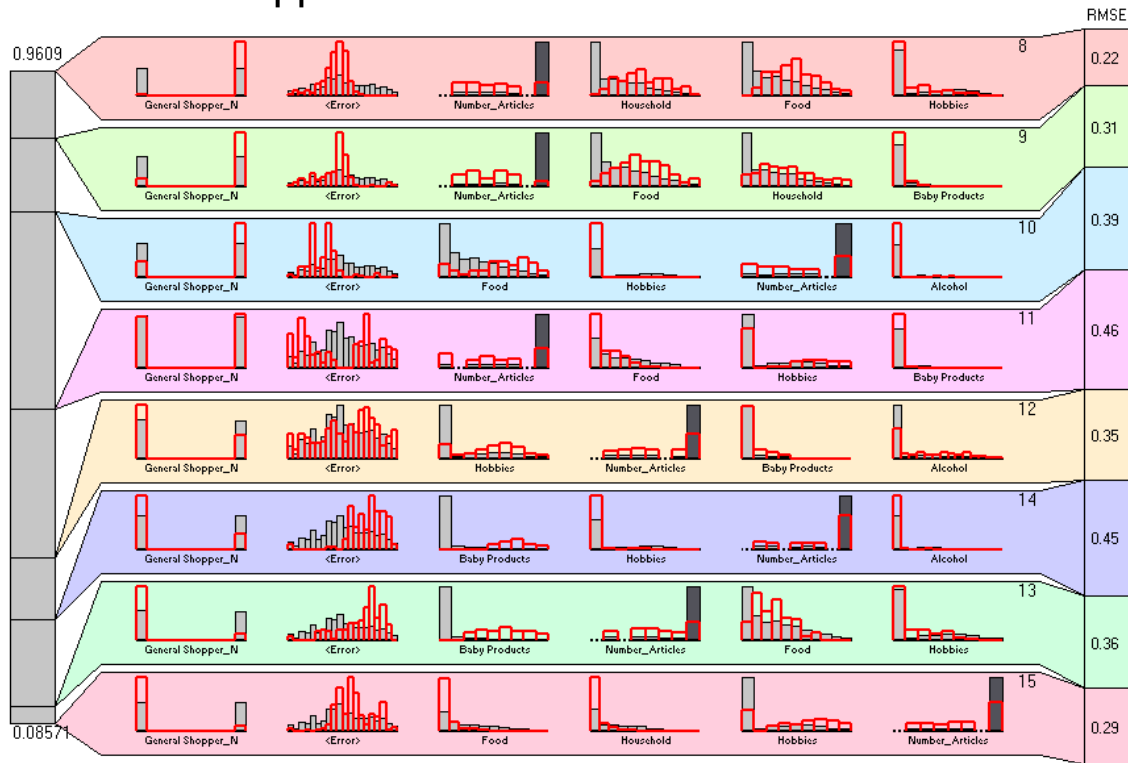 RMSE
0.9609
8
General Shopper_N <Error> Number_Articles Household Food Hobbies
0.22
9
General Shopper_N <Error> Number_Articles Food Household Baby Products
0.31
10
General Shopper_N <Error> Food Hobbies Number_Articles Alcohol
0.39
11
General Shopper_N <Error> Number_Articles Food Hobbies Baby Products
0.46
12
General Shopper_N <Error> Hobbies Number_Articles Baby Products Alcohol
0.35
14
General Shopper_N <Error> Baby Products Hobbies Number_Articles Alcohol
0.45
13
General Shopper_N <Error> Baby Products Number_Articles Food Hobbies
0.36
15
General Shopper_N <Error> Food Household Hobbies Number_Articles
0.29
0.08571